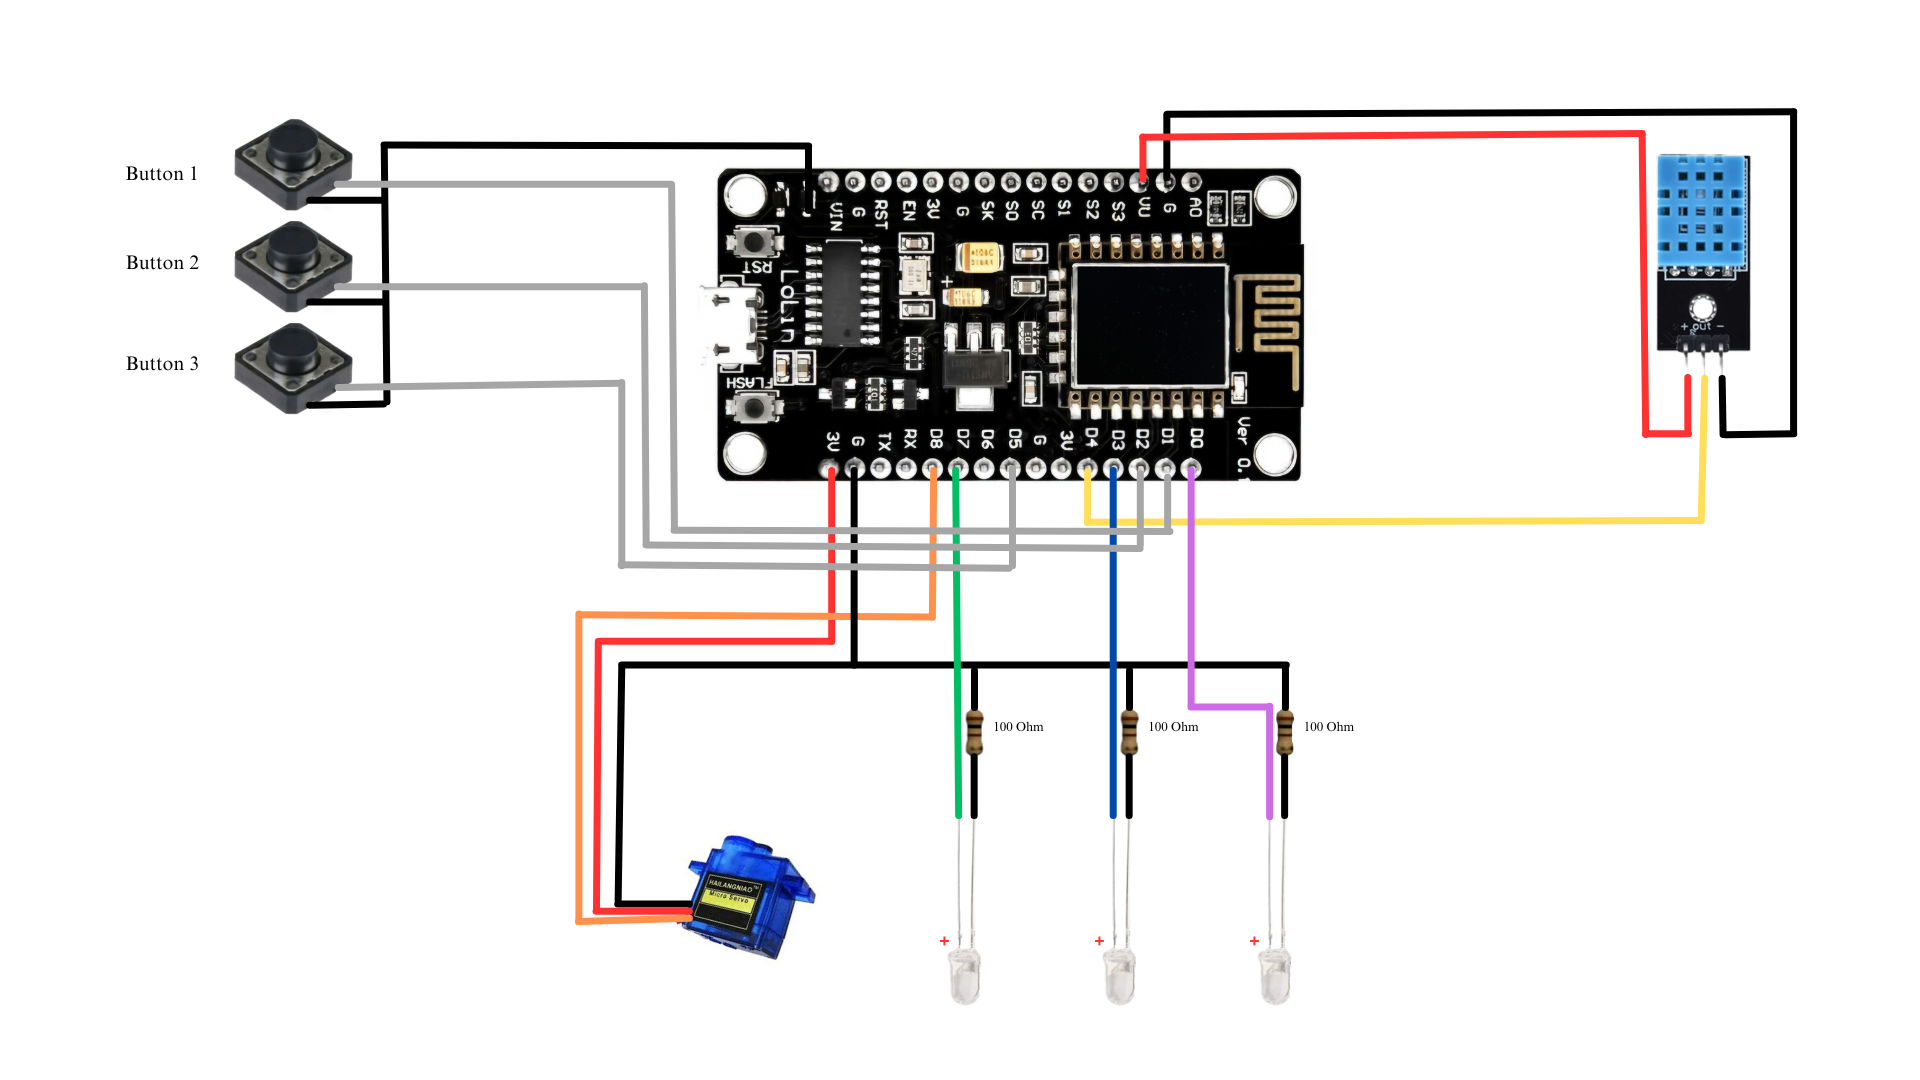 Button 1
Button 2
Button 3
VIN G RST EN 3V G SK SO SC S1 S2 S3 VU G AO
RST
LoLin
FLASH
3V G TX RX D8 D7 D6 D5 G 3V D4 D3 D2 D1 D0
Ver 0.1
+ out -
100 Ohm
100 Ohm
100 Ohm
HAILANGNIAO™
Micro Servo
+
+
+